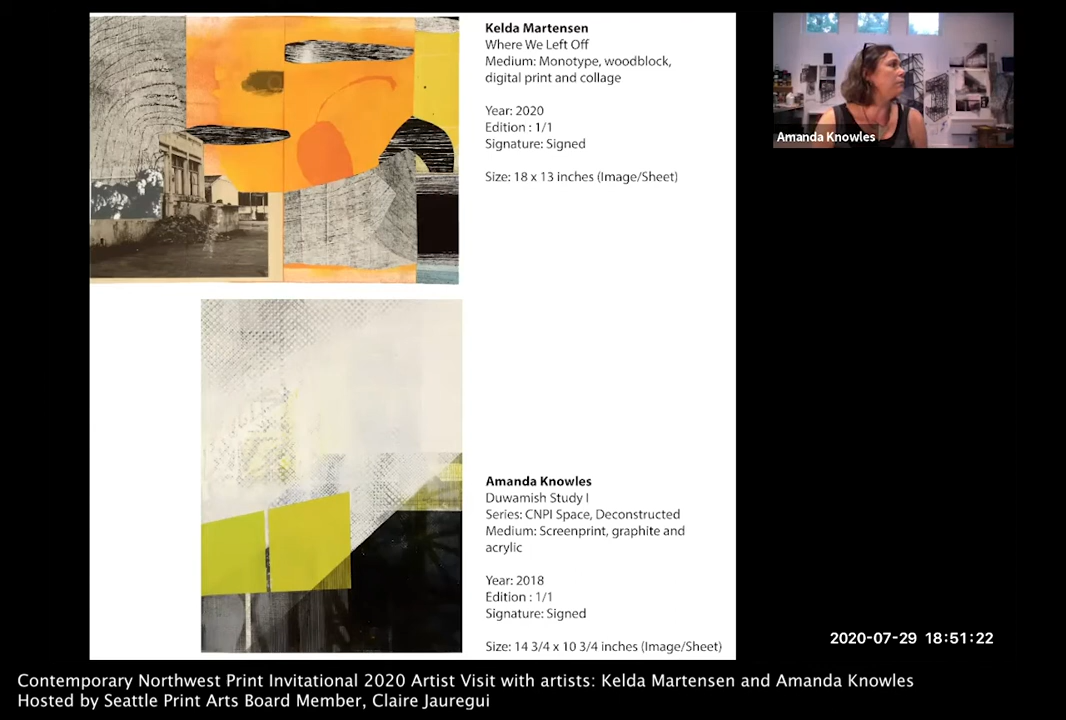 Kelda Martensen
Where We Left Off
Medium: Monotype, woodblock,
digital print and collage
Year: 2020
Edition : 1/1
Signature: Signed
Size: 18 x 13 inches (Image/Sheet)
Amanda Knowles
Amanda Knowles
Duwamish Study I
Series: CNPI Space, Deconstructed
Medium: Screenprint, graphite and
acrylic
Year: 2018
Edition : 1/1
Signature: Signed
Size: 14 3/4 x 10 3/4 inches (Image/Sheet)
2020-07-29 18:51:22
Contemporary Northwest Print Invitational 2020 Artist Visit with artists: Kelda Martensen and Amanda Knowles
Hosted by Seattle Print Arts Board Member, Claire Jauregui